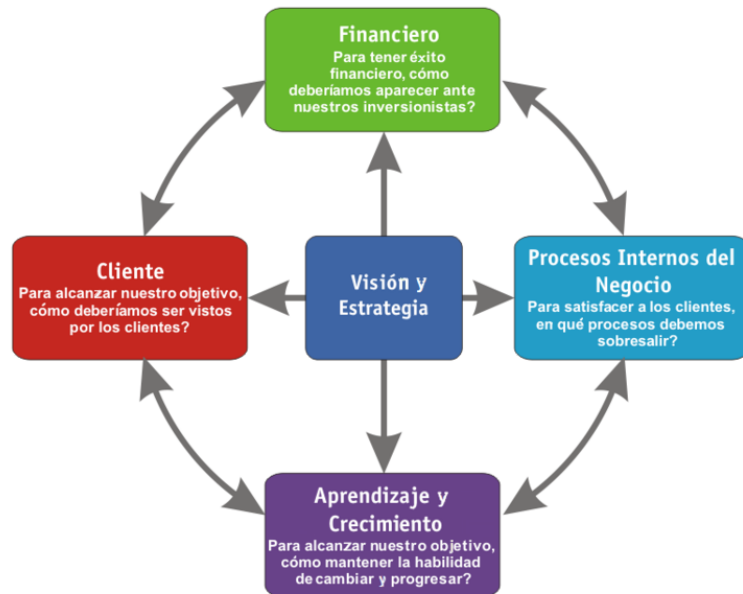 Financiero
Para tener éxito
financiero, cómo
deberíamos aparecer ante
nuestros inversionistas?
Cliente
Para alcanzar nuestro objetivo,
cómo deberíamos ser vistos
por los clientes?
Visión y
Estrategia
Procesos Internos del
Negocio
Para satisfacer a los clientes,
en qué procesos debemos
sobresalir?
Aprendizaje y
Crecimiento
Para alcanzar nuestro objetivo,
cómo mantener la habilidad
de cambiar y progresar?